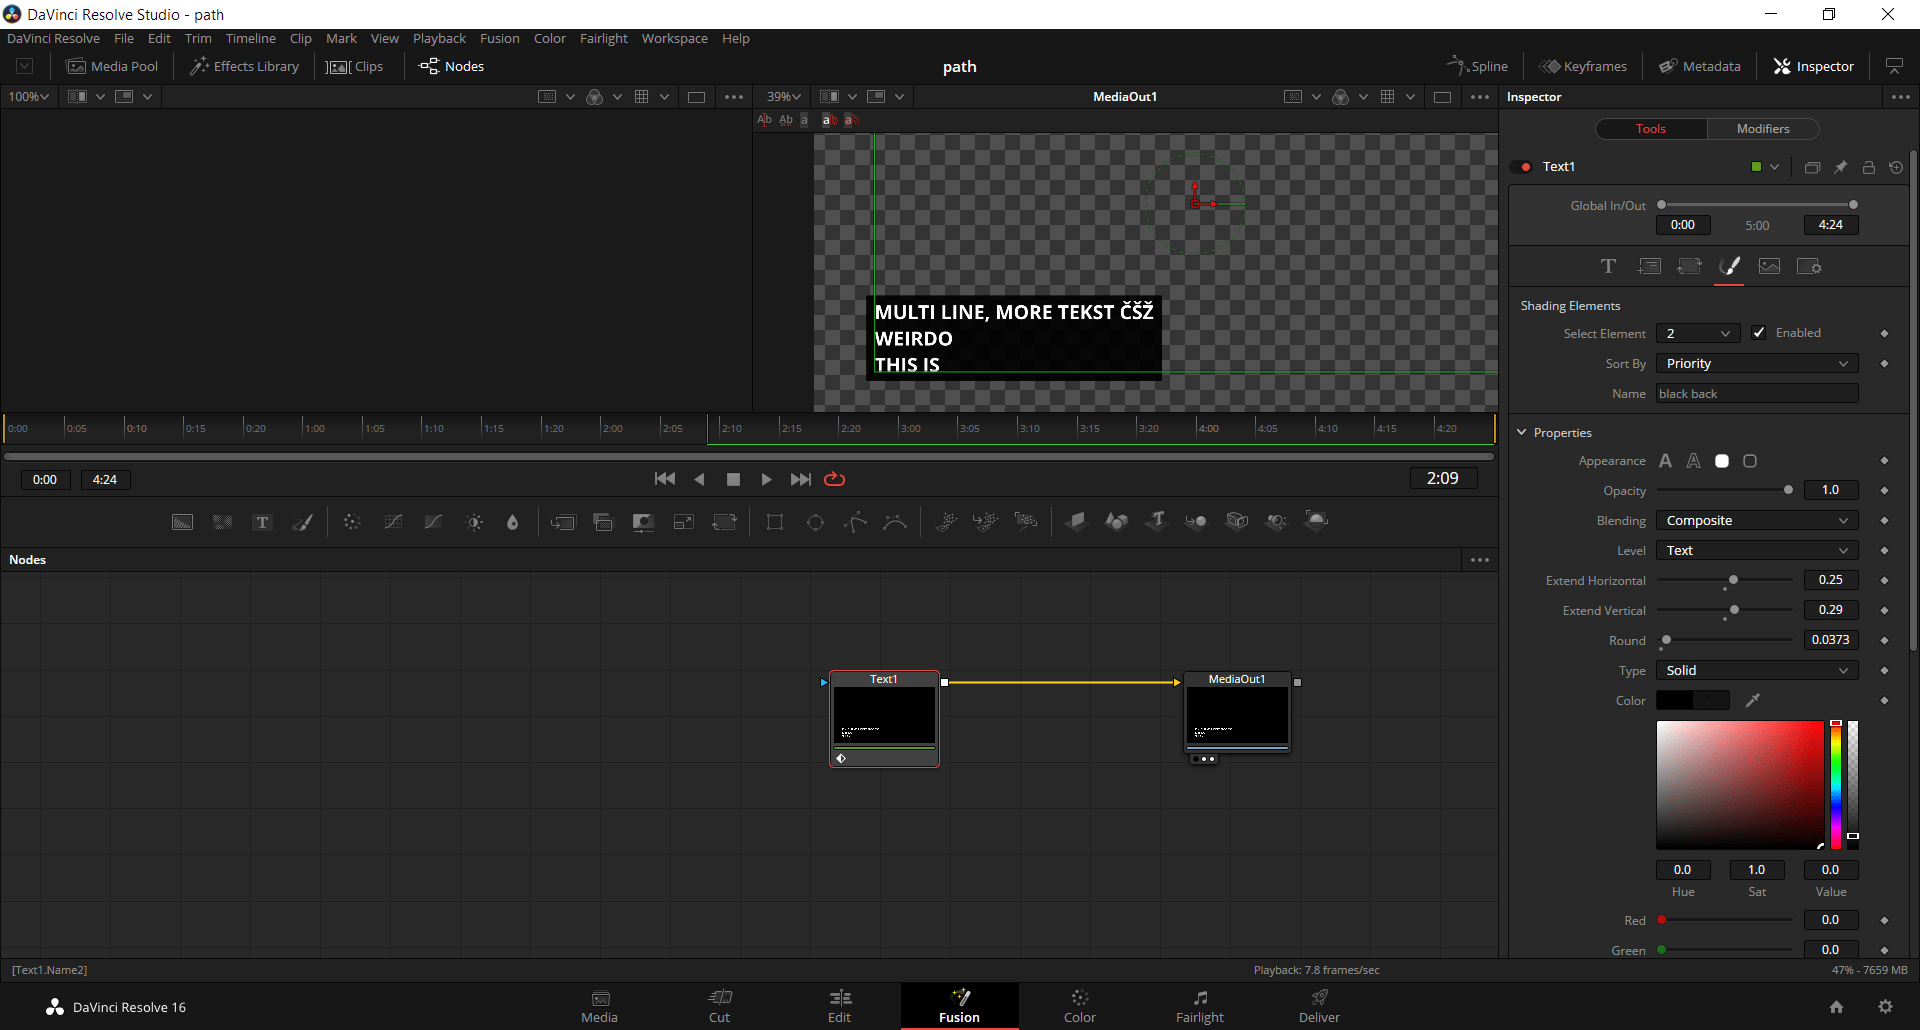 DaVinci Resolve Studio - path
DaVinci Resolve File Edit Trim Timeline Clip Mark View Playback Fusion Color Fairlight Workspace Help
Media Pool Effects Library Clips Nodes path Spline Keyframes Metadata Inspector
100% 39% MediaOut1 Inspector
Ab Ab a ab ab
Tools Modifiers
Text1
Global In/Out
0:00 5:00 4:24
T
Shading Elements
Select Element 2 Enabled
Sort By Priority
Name black back
MULTI LINE, MORE TEKST ČŠŽ
WEIRDO
THIS IS
0:00 0:05 0:10 0:15 0:20 1:00 1:05 1:10 1:15 1:20 2:00 2:05 2:10 2:15 2:20 3:00 3:05 3:10 3:15 3:20 4:00 4:05 4:10 4:15 4:20
0:00 4:24 2:09
Properties
Appearance A A
Opacity 1.0
Blending Composite
Level Text
Extend Horizontal 0.25
Extend Vertical 0.29
Round 0.0373
Type Solid
Color
0.0 1.0 0.0
Hue Sat Value
Red 0.0
Green 0.0
Nodes
Text1 MediaOut1
[Text1.Name2] Playback: 7.8 frames/sec 47% - 7659 MB
DaVinci Resolve 16 Media Cut Edit Fusion Color Fairlight Deliver